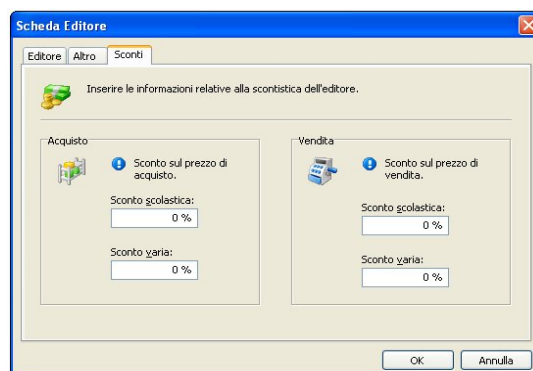 Scheda Editore
Editore Altro Sconti
Inserire le informazioni relative alla scontistica dell'editore.
Acquisto
Sconto sul prezzo di
acquisto.
Sconto scolastica:
0 %
Sconto varia:
0 %
Vendita
Sconto sul prezzo di
vendita.
Sconto scolastica:
0 %
Sconto varia:
0 %
OK Annulla